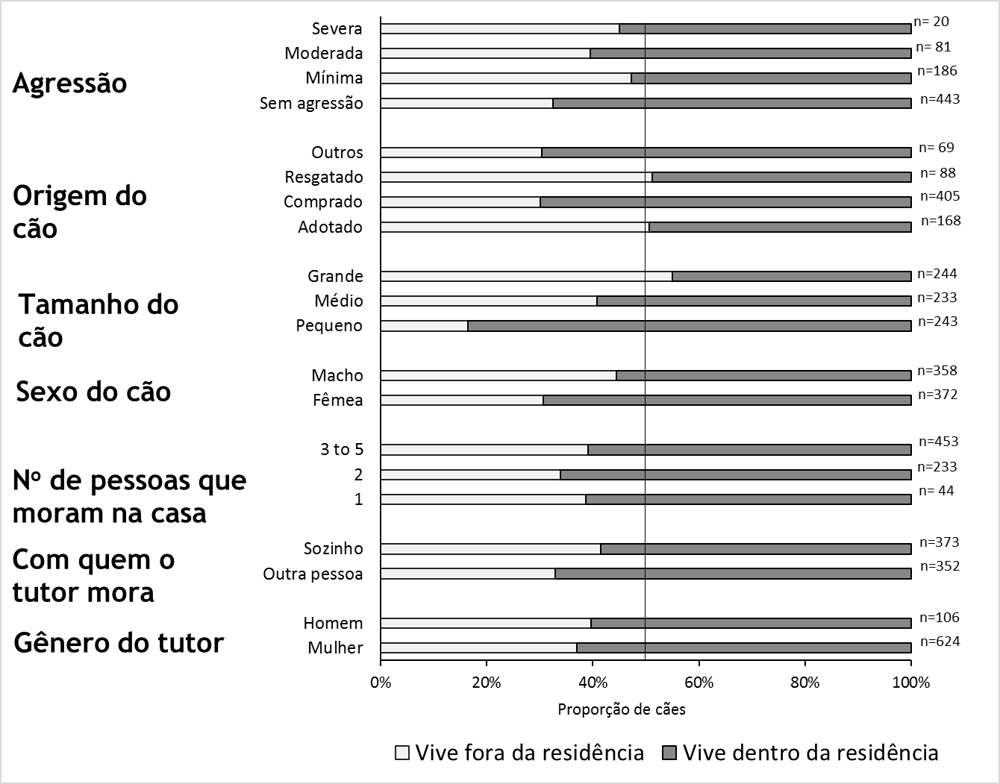 Agressão
Severa n= 20
Moderada n= 81
Mínima n=186
Sem agressão n=443
Origem do
cão
Outros n= 69
Resgatado n= 88
Comprado n=405
Adotado n=168
Tamanho do
cão
Grande n=244
Médio n=233
Pequeno n=243
Sexo do cão
Macho n=358
Fêmea n=372
Nº de pessoas que
moram na casa
3 to 5 n=453
2 n=233
1 n= 44
Com quem o
tutor mora
Sozinho n=373
Outra pessoa n=352
Gênero do tutor
Homem n=106
Mulher n=624
0% 20% 40% 60% 80% 100%
Proporção de cães
Vive fora da residência Vive dentro da residência